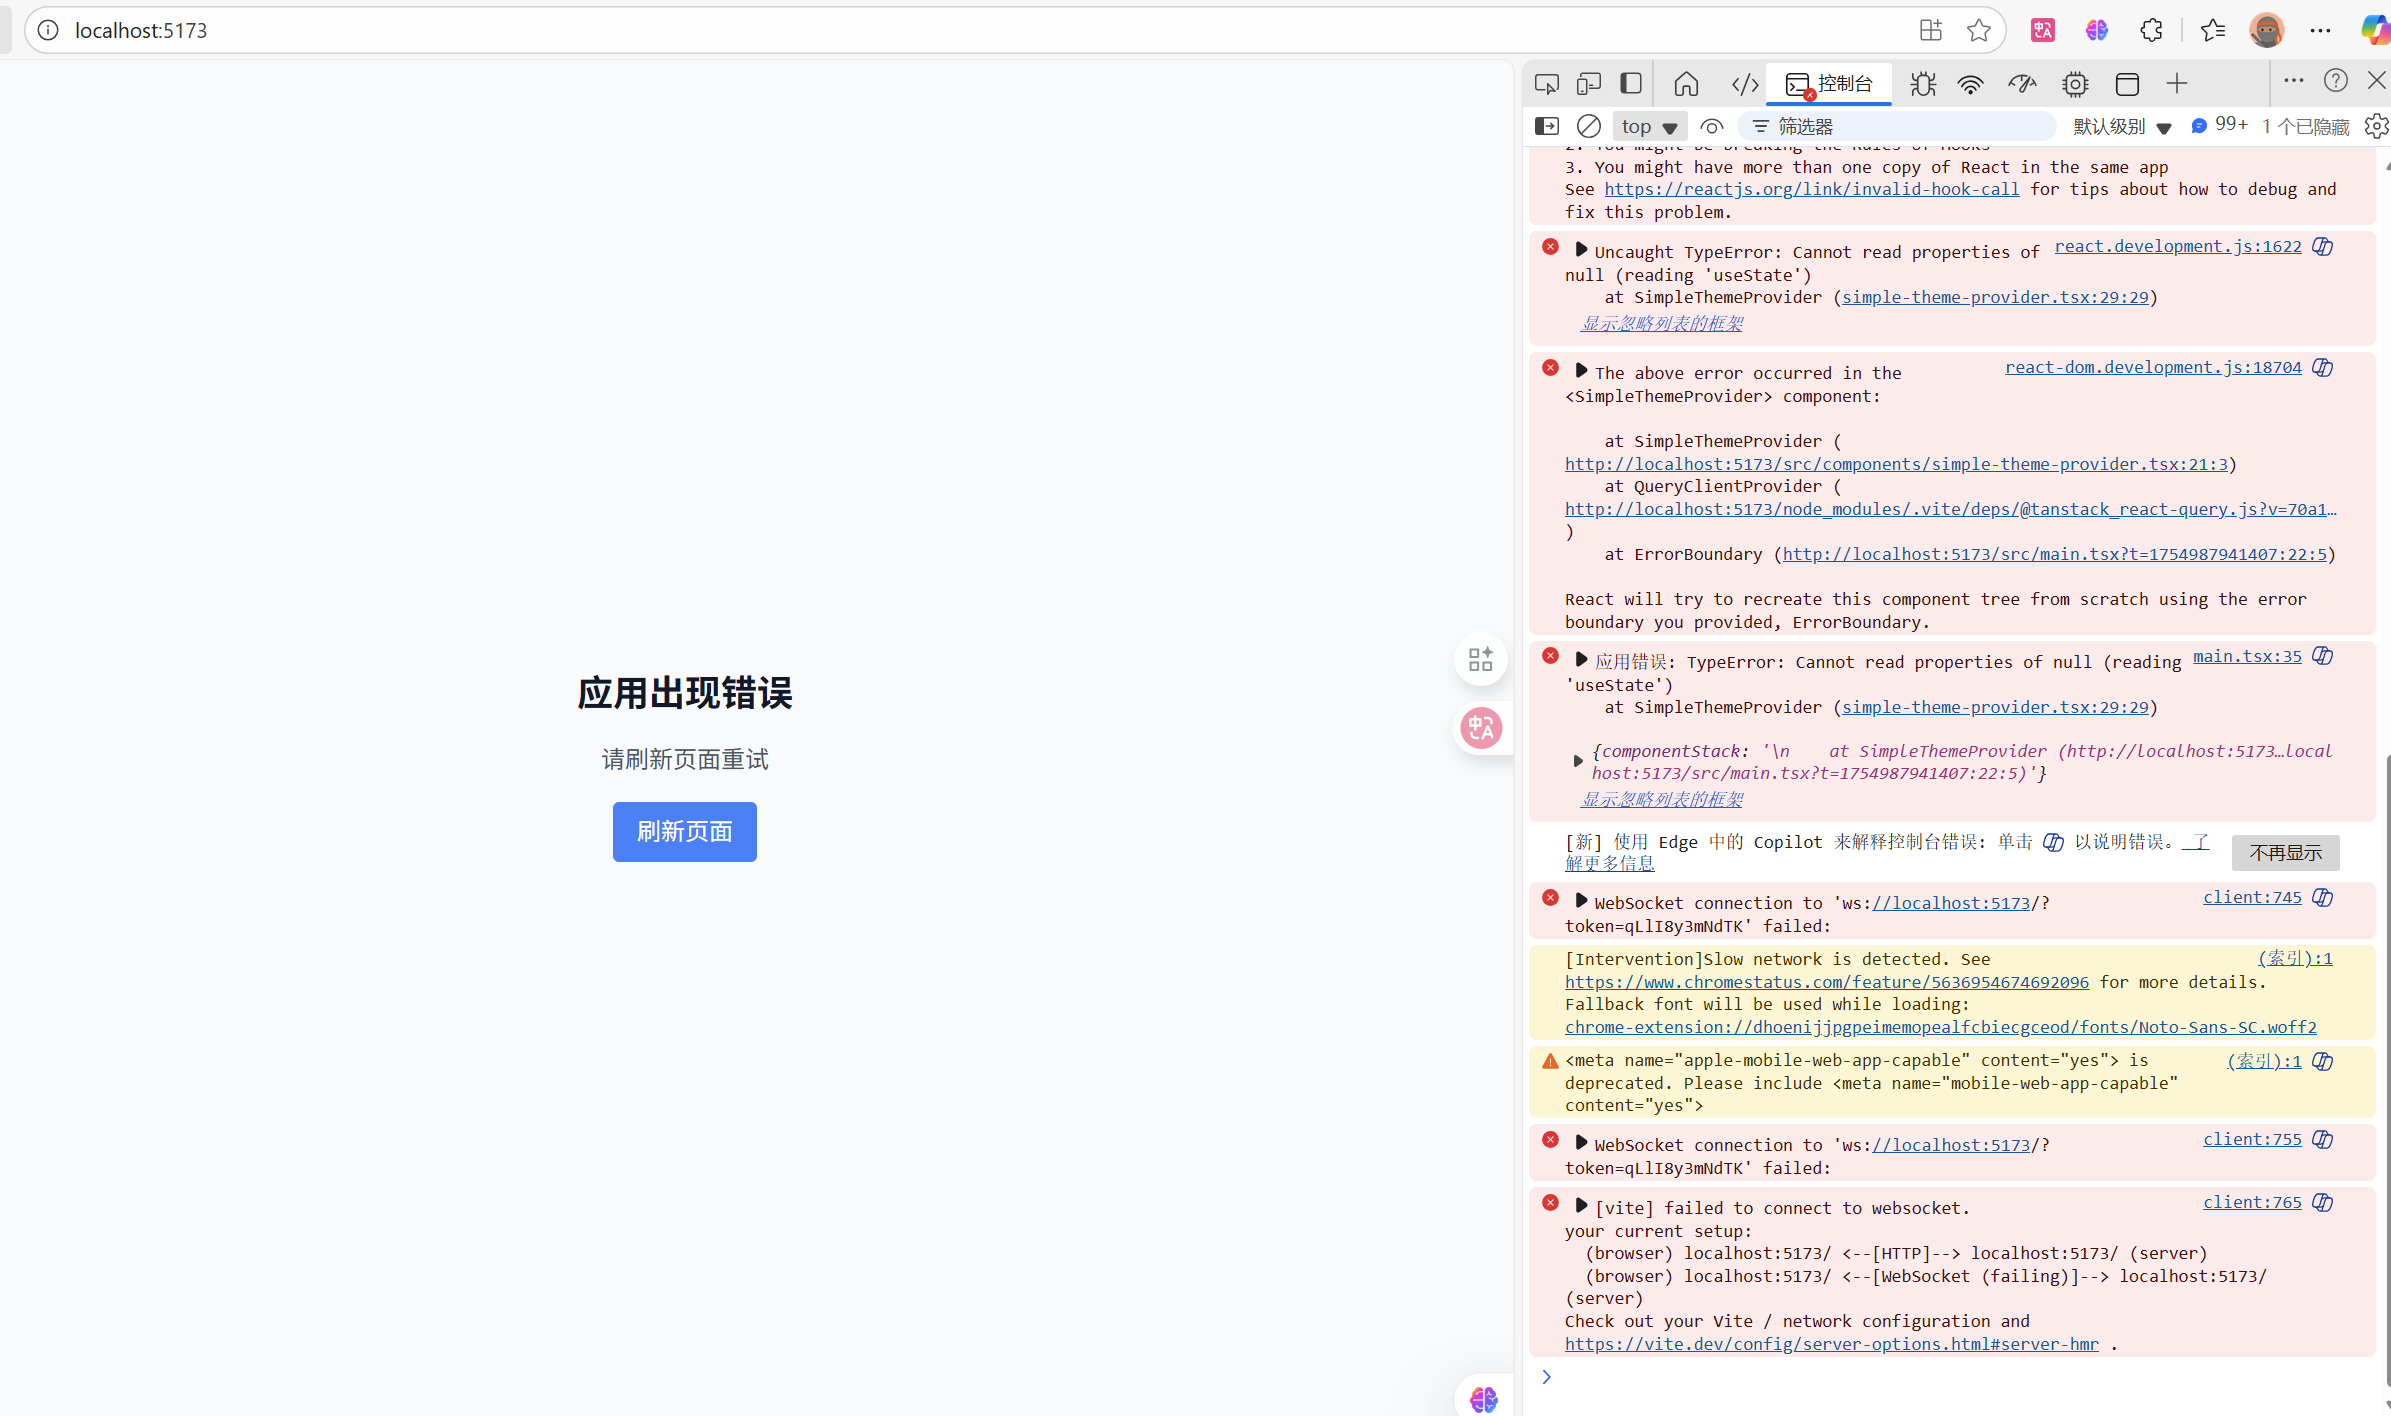 localhost:5173
控制台
top
筛选器
默认级别
99+
1 个已隐藏
2. You might be breaking the Rules of Hooks
3. You might have more than one copy of React in the same app
See https://reactjs.org/link/invalid-hook-call for tips about how to debug and
fix this problem.
Uncaught TypeError: Cannot read properties of react.development.js:1622
null (reading 'useState')
at SimpleThemeProvider (simple-theme-provider.tsx:29:29)
显示忽略列表的框架
The above error occurred in the react-dom.development.js:18704
<SimpleThemeProvider> component:
at SimpleThemeProvider (
http://localhost:5173/src/components/simple-theme-provider.tsx:21:3)
at QueryClientProvider (
http://localhost:5173/node_modules/.vite/deps/@tanstack_react-query.js?v=70a1…
)
at ErrorBoundary (http://localhost:5173/src/main.tsx?t=1754987941407:22:5)
React will try to recreate this component tree from scratch using the error
boundary you provided, ErrorBoundary.
应用错误: TypeError: Cannot read properties of null (reading main.tsx:35
'useState')
at SimpleThemeProvider (simple-theme-provider.tsx:29:29)
{componentStack: '\n    at SimpleThemeProvider (http://localhost:5173…local
host:5173/src/main.tsx?t=1754987941407:22:5)'}
显示忽略列表的框架
[新] 使用 Edge 中的 Copilot 来解释控制台错误: 单击 以说明错误。 了
解更多信息
不再显示
WebSocket connection to 'ws://localhost:5173/? client:745
token=qLlI8y3mNdTK' failed:
[Intervention]Slow network is detected. See (索引):1
https://www.chromestatus.com/feature/5636954674692096 for more details.
Fallback font will be used while loading:
chrome-extension://dhoenijjpgpeimemopealfcbiecgceod/fonts/Noto-Sans-SC.woff2
<meta name="apple-mobile-web-app-capable" content="yes"> is (索引):1
deprecated. Please include <meta name="mobile-web-app-capable"
content="yes">
WebSocket connection to 'ws://localhost:5173/? client:755
token=qLlI8y3mNdTK' failed:
[vite] failed to connect to websocket. client:765
your current setup:
(browser) localhost:5173/ <--[HTTP]--> localhost:5173/ (server)
(browser) localhost:5173/ <--[WebSocket (failing)]--> localhost:5173/
(server)
Check out your Vite / network configuration and
https://vite.dev/config/server-options.html#server-hmr .
应用出现错误
请刷新页面重试
刷新页面